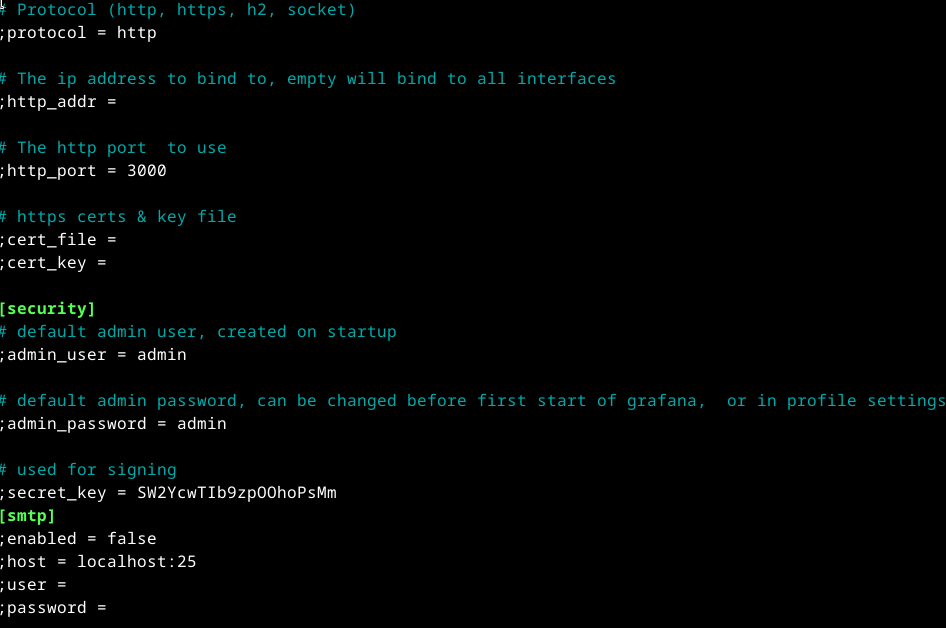 # Protocol (http, https, h2, socket)
;protocol = http
# The ip address to bind to, empty will bind to all interfaces
;http_addr =
# The http port  to use
;http_port = 3000
# https certs & key file
;cert_file =
;cert_key =
[security]
# default admin user, created on startup
;admin_user = admin
# default admin password, can be changed before first start of grafana,  or in profile settings
;admin_password = admin
# used for signing
;secret_key = SW2YcwTIb9zpOOhoPsMm
[smtp]
;enabled = false
;host = localhost:25
;user =
;password =